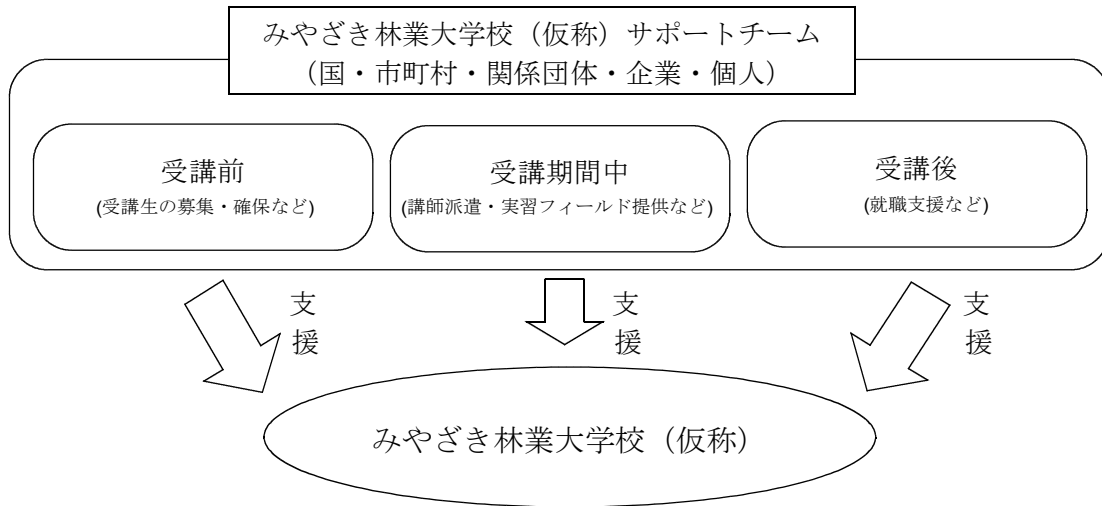 みやざき林業大学校（仮称）サポートチーム
（国・市町村・関係団体・企業・個人）
受講前
(受講生の募集・確保など)
受講期間中
(講師派遣・実習フィールド提供など)
受講後
(就職支援など)
支援
支援
支援
みやざき林業大学校（仮称）